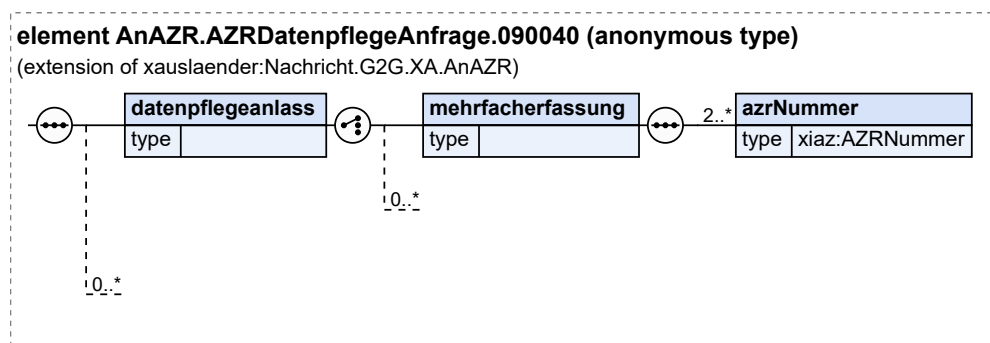 element AnAZR.AZRDatenpflegeAnfrage.090040 (anonymous type)
(extension of xauslaender:Nachricht.G2G.XA.AnAZR)
datenpflegeanlass
type
mehrfacherfassung
type
2..*
azrNummer
type xiaz:AZRNummer
0..*
0..*